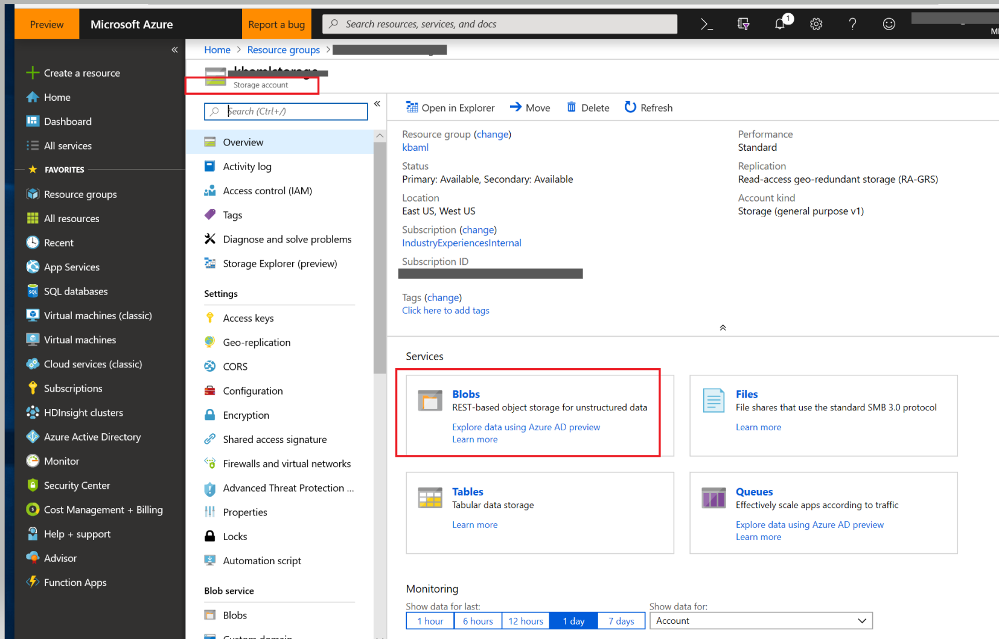 Preview
Microsoft Azure
Report a bug
Search resources, services, and docs
1
Home > Resource groups >
Storage account
Create a resource
Home
Dashboard
All services
FAVORITES
Resource groups
All resources
Recent
App Services
SQL databases
Virtual machines (classic)
Virtual machines
Cloud services (classic)
Subscriptions
HDInsight clusters
Azure Active Directory
Monitor
Security Center
Cost Management + Billing
Help + support
Advisor
Function Apps
Search (Ctrl+/)
Overview
Activity log
Access control (IAM)
Tags
Diagnose and solve problems
Storage Explorer (preview)
Settings
Access keys
Geo-replication
CORS
Configuration
Encryption
Shared access signature
Firewalls and virtual networks
Advanced Threat Protection ...
Properties
Locks
Automation script
Blob service
Blobs
Custom domain
Open in Explorer
Move
Delete
Refresh
Resource group (change)
kbaml
Status
Primary: Available, Secondary: Available
Location
East US, West US
Subscription (change)
IndustryExperiencesInternal
Subscription ID
Tags (change)
Click here to add tags
Performance
Standard
Replication
Read-access geo-redundant storage (RA-GRS)
Account kind
Storage (general purpose v1)
Services
Blobs
REST-based object storage for unstructured data
Explore data using Azure AD preview
Learn more
Files
File shares that use the standard SMB 3.0 protocol
Learn more
Tables
Tabular data storage
Learn more
Queues
Effectively scale apps according to traffic
Explore data using Azure AD preview
Learn more
Monitoring
Show data for last:
1 hour
6 hours
12 hours
1 day
7 days
Show data for:
Account